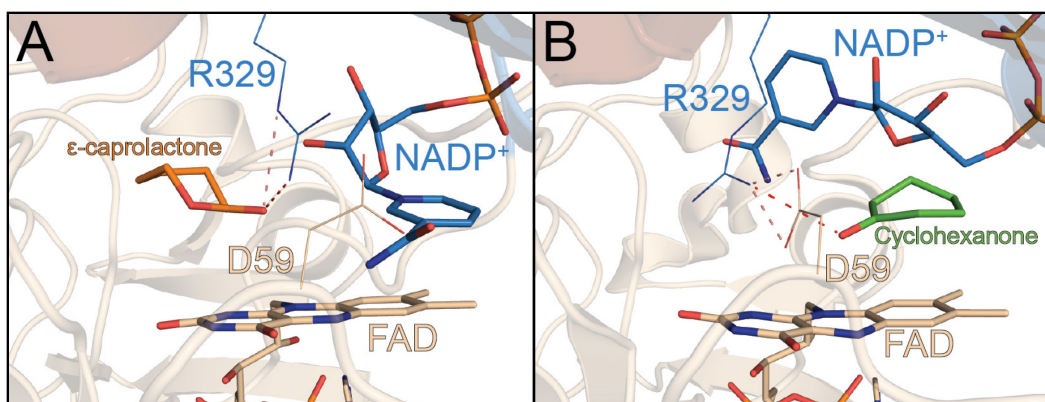 A
R329
ε-caprolactone
NADP+
D59
FAD
B
NADP+
R329
Cyclohexanone
D59
FAD